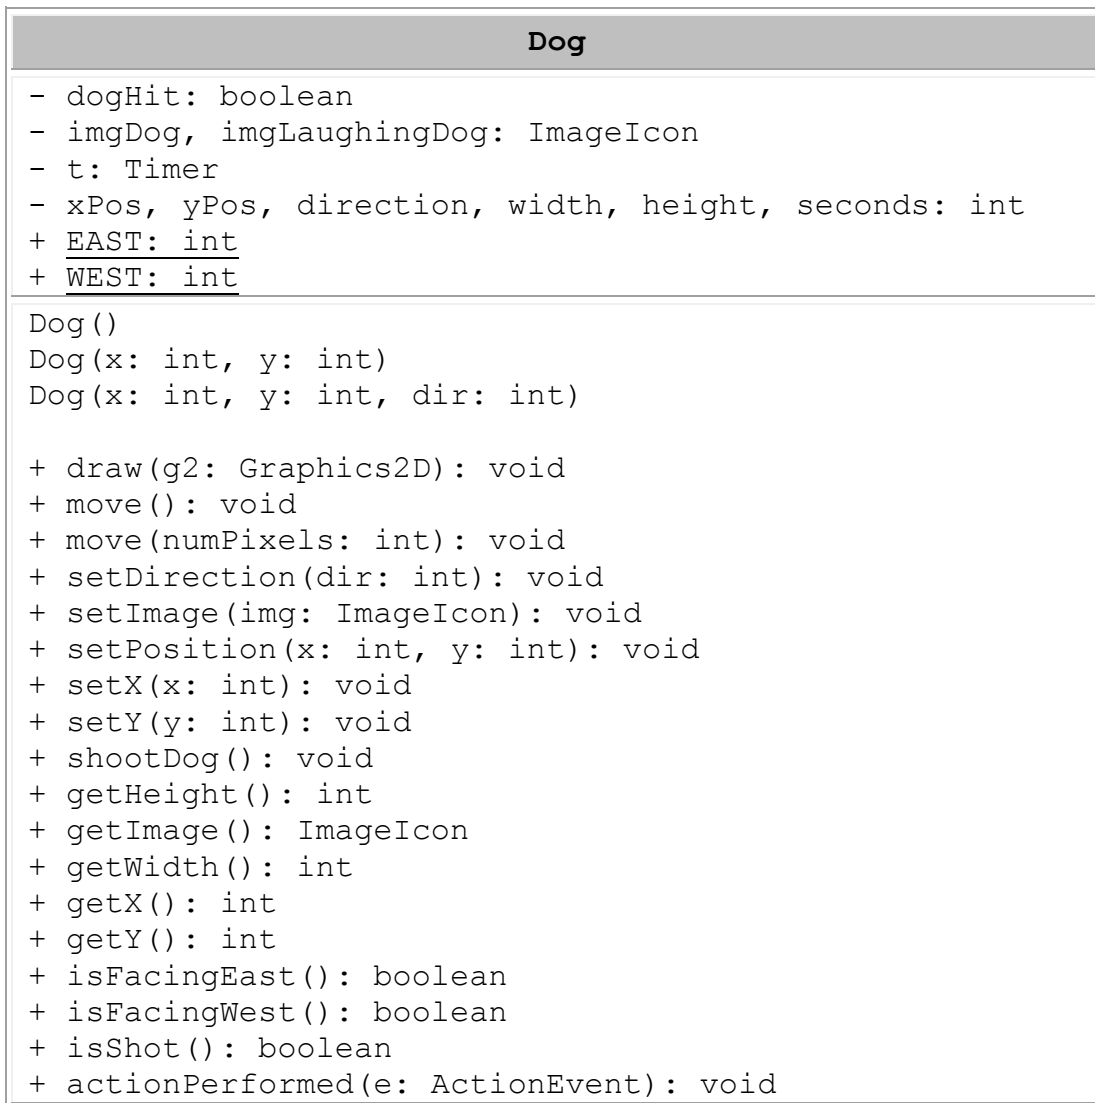 Dog
- dogHit: boolean
- imgDog, imgLaughingDog: ImageIcon
- t: Timer
- xPos, yPos, direction, width, height, seconds: int
+ EAST: int
+ WEST: int
Dog()
Dog(x: int, y: int)
Dog(x: int, y: int, dir: int)
+ draw(g2: Graphics2D): void
+ move(): void
+ move(numPixels: int): void
+ setDirection(dir: int): void
+ setImage(img: ImageIcon): void
+ setPosition(x: int, y: int): void
+ setX(x: int): void
+ setY(y: int): void
+ shootDog(): void
+ getHeight(): int
+ getImage(): ImageIcon
+ getWidth(): int
+ getX(): int
+ getY(): int
+ isFacingEast(): boolean
+ isFacingWest(): boolean
+ isShot(): boolean
+ actionPerformed(e: ActionEvent): void